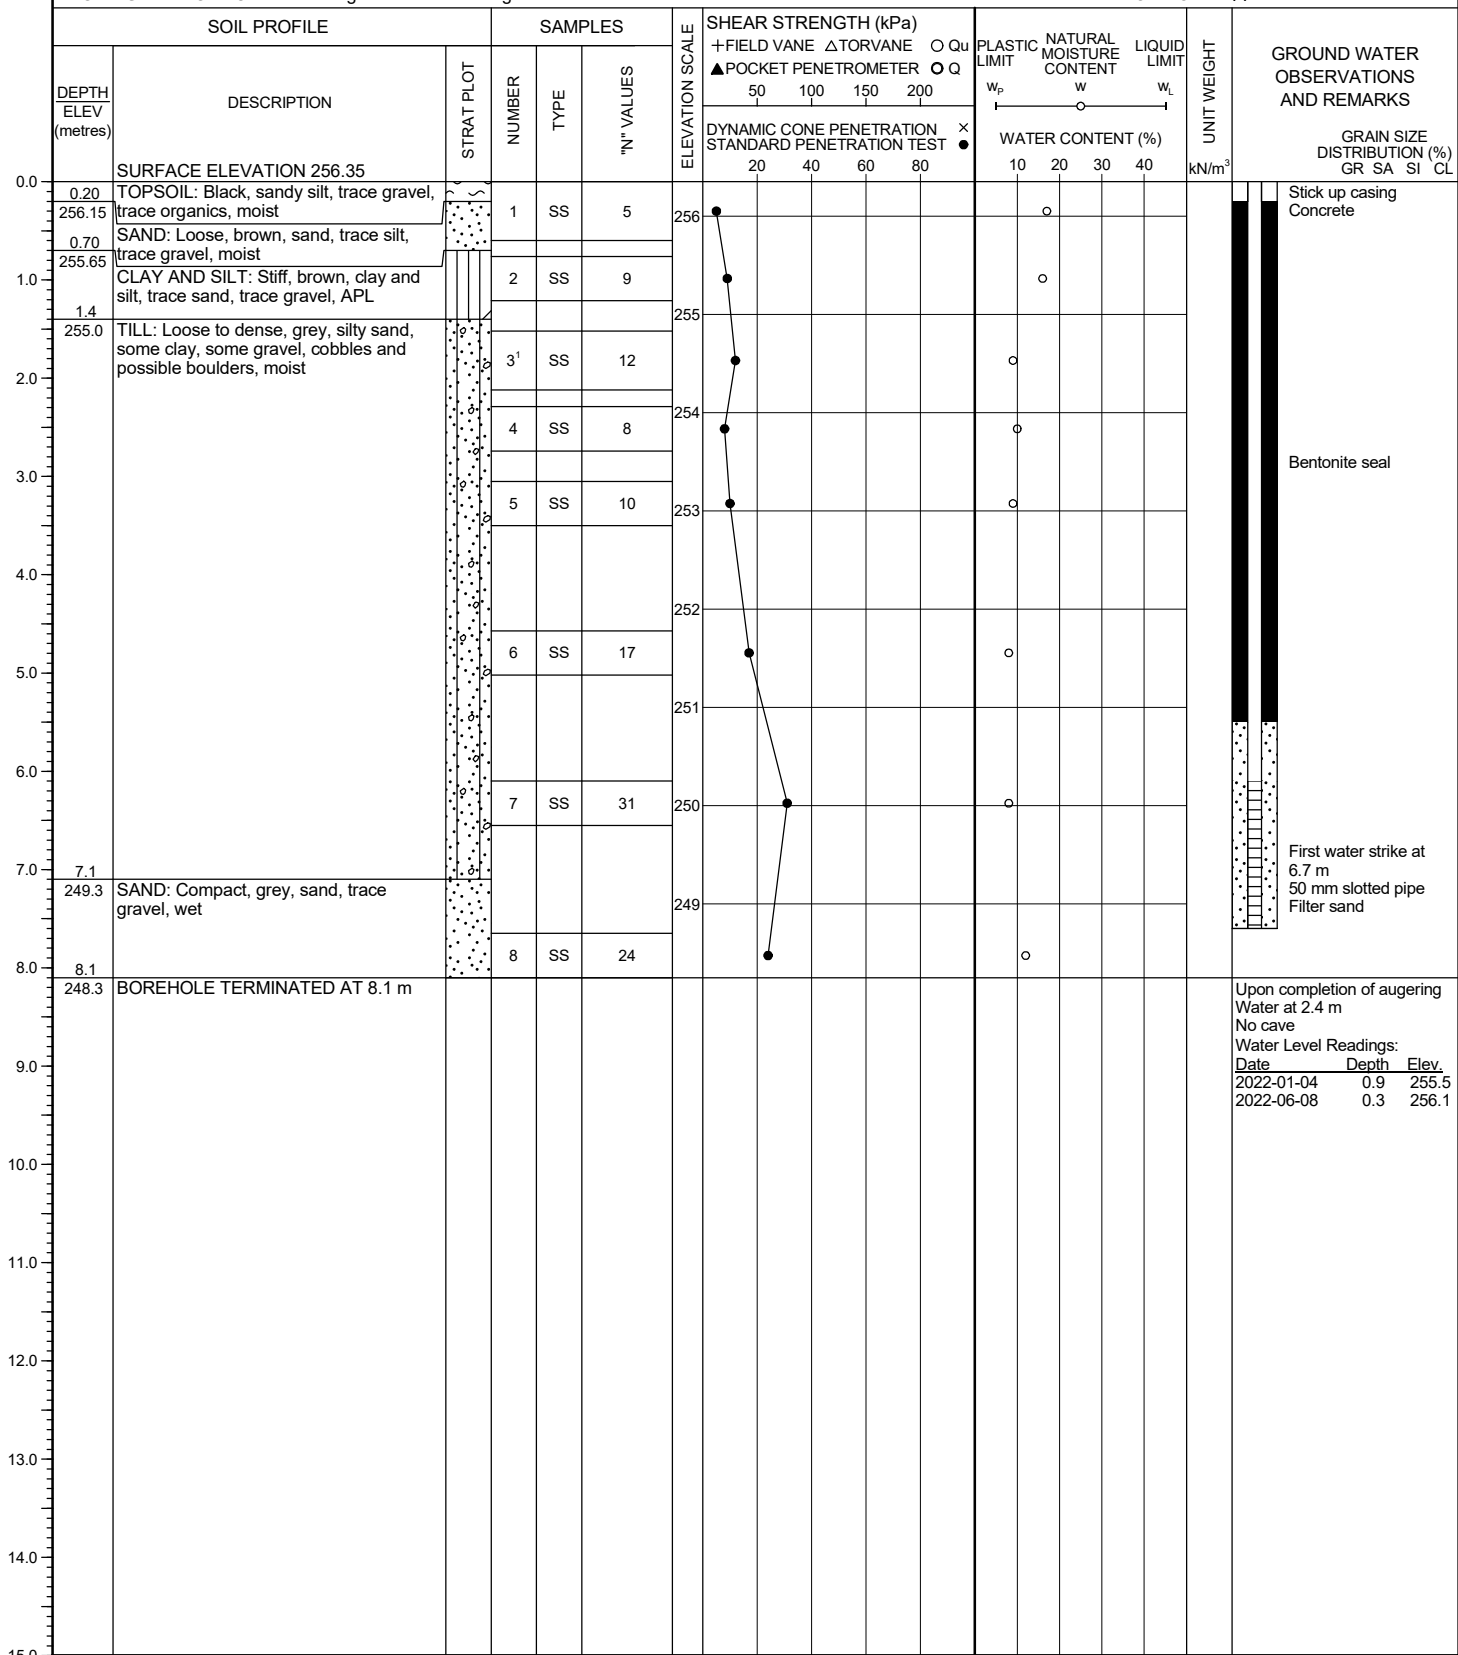 SOIL PROFILE
SAMPLES
DEPTH
ELEV
(metres)
DESCRIPTION
STRAT PLOT
NUMBER
TYPE
"N" VALUES
ELEVATION SCALE
SHEAR STRENGTH (kPa)
+FIELD VANE △TORVANE ○ Qu
▲POCKET PENETROMETER O Q
50 100 150 200
DYNAMIC CONE PENETRATION ×
STANDARD PENETRATION TEST ●
20 40 60 80
PLASTIC LIMIT
NATURAL MOISTURE CONTENT
LIQUID LIMIT
wP w wL
WATER CONTENT (%)
10 20 30 40
UNIT WEIGHT
kN/m³
GROUND WATER
OBSERVATIONS
AND REMARKS
GRAIN SIZE
DISTRIBUTION (%)
GR SA SI CL
SURFACE ELEVATION 256.35
0.0
1.0
2.0
3.0
4.0
5.0
6.0
7.0
8.0
9.0
10.0
11.0
12.0
13.0
14.0
15.0
0.20
256.15
TOPSOIL: Black, sandy silt, trace gravel,
trace organics, moist
0.70
255.65
SAND: Loose, brown, sand, trace silt,
trace gravel, moist
CLAY AND SILT: Stiff, brown, clay and
silt, trace sand, trace gravel, APL
1.4
255.0
TILL: Loose to dense, grey, silty sand,
some clay, some gravel, cobbles and
possible boulders, moist
7.1
249.3
SAND: Compact, grey, sand, trace
gravel, wet
8.1
248.3
BOREHOLE TERMINATED AT 8.1 m
1 SS 5
2 SS 9
3¹ SS 12
4 SS 8
5 SS 10
6 SS 17
7 SS 31
8 SS 24
256
255
254
253
252
251
250
249
Stick up casing
Concrete
Bentonite seal
First water strike at
6.7 m
50 mm slotted pipe
Filter sand
Upon completion of augering
Water at 2.4 m
No cave
Water Level Readings:
Date Depth Elev.
2022-01-04 0.9 255.5
2022-06-08 0.3 256.1